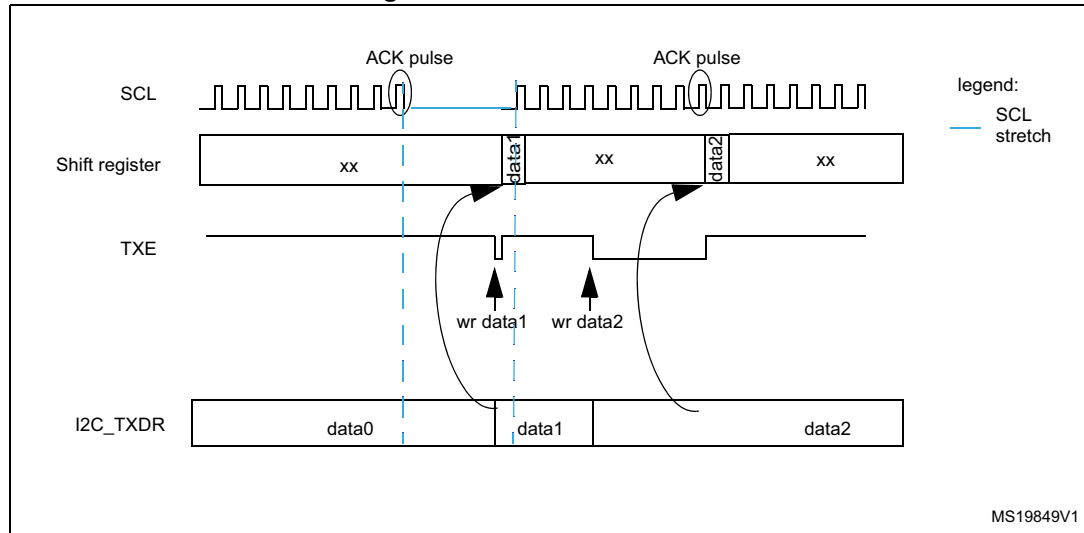 ACK pulse ACK pulse
legend:
SCL
SCL
stretch
Shift register xx data1 xx data2 xx
TXE
wr data1 wr data2
I2C_TXDR data0 data1 data2
MS19849V1